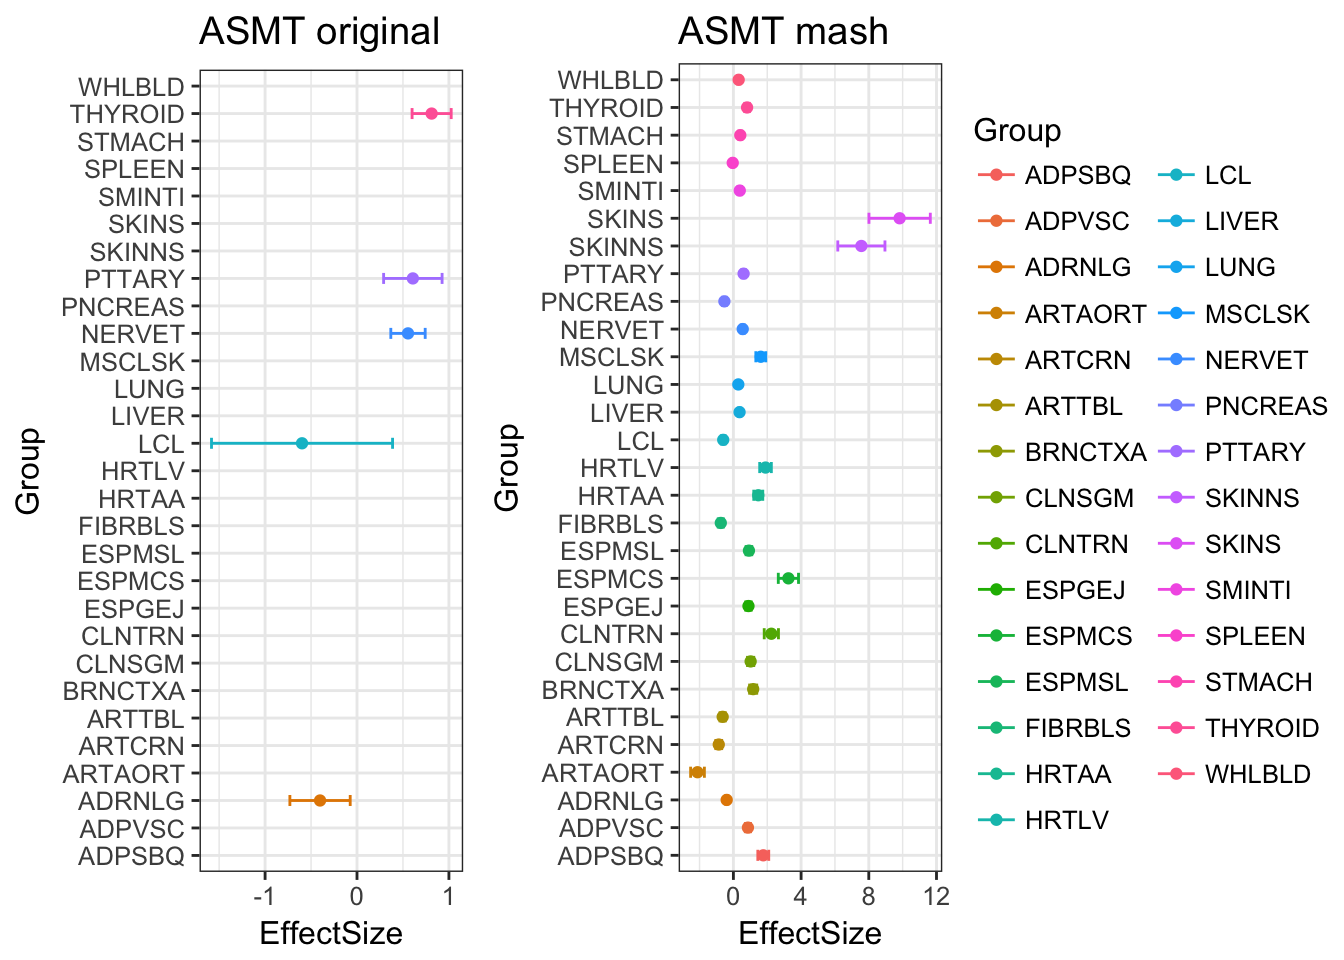 ASMT original
WHLBLD
THYROID
STMACH
SPLEEN
SMINTI
SKINS
SKINNS
PTTARY
PNCREAS
NERVET
MSCLSK
LUNG
LIVER
LCL
HRTLV
HRTAA
FIBRBLS
ESPMSL
ESPMCS
ESPGEJ
CLNTRN
CLNSGM
BRNCTXA
ARTTBL
ARTCRN
ARTAORT
ADRNLG
ADPVSC
ADPSBQ
Group
-1 0 1
EffectSize
ASMT mash
WHLBLD
THYROID
STMACH
SPLEEN
SMINTI
SKINS
SKINNS
PTTARY
PNCREAS
NERVET
MSCLSK
LUNG
LIVER
LCL
HRTLV
HRTAA
FIBRBLS
ESPMSL
ESPMCS
ESPGEJ
CLNTRN
CLNSGM
BRNCTXA
ARTTBL
ARTCRN
ARTAORT
ADRNLG
ADPVSC
ADPSBQ
Group
0 4 8 12
EffectSize
Group
ADPSBQ
ADPVSC
ADRNLG
ARTAORT
ARTCRN
ARTTBL
BRNCTXA
CLNSGM
CLNTRN
ESPGEJ
ESPMCS
ESPMSL
FIBRBLS
HRTAA
HRTLV
LCL
LIVER
LUNG
MSCLSK
NERVET
PNCREAS
PTTARY
SKINNS
SKINS
SMINTI
SPLEEN
STMACH
THYROID
WHLBLD